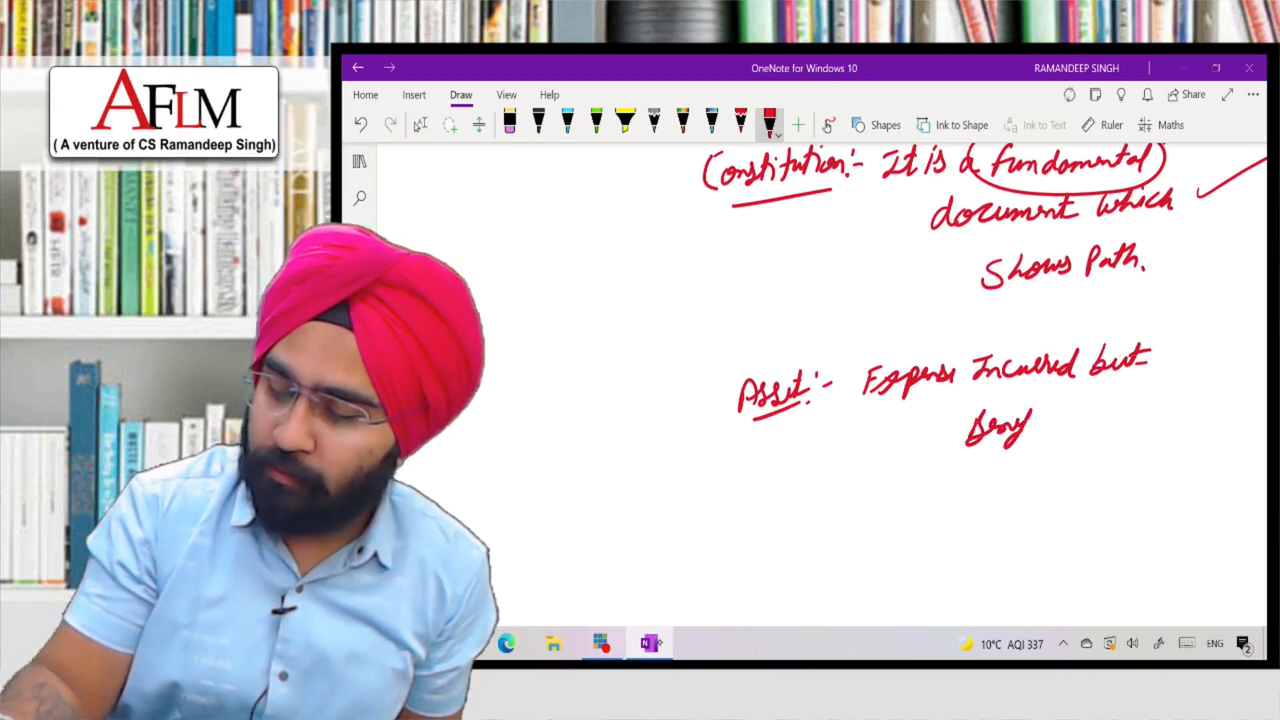 AFLM
( A venture of CS Ramandeep Singh)
OneNote for Windows 10
RAMANDEEP SINGH
Home Insert Draw View Help
Share
Shapes
Ink to Shape
Ink to Text
Ruler
Maths
Constitution:- It is a fundamental
document which
Shows Path.
Asset:- Expense Incurred but
10°C AQI 337
ENG
2